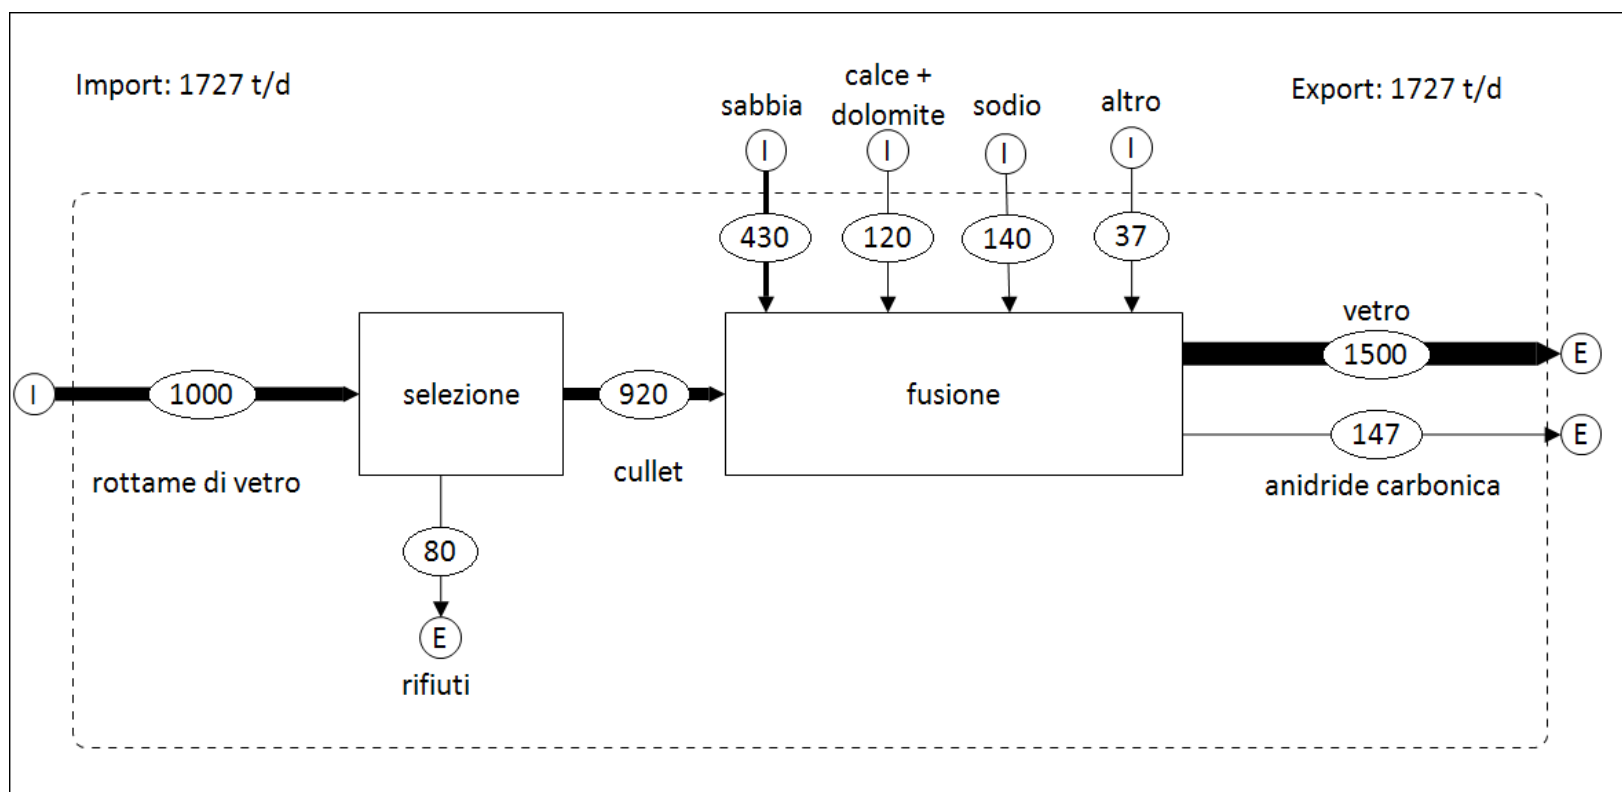 Import: 1727 t/d
Export: 1727 t/d
calce +
dolomite
sabbia
sodio
altro
I
I
I
I
430
120
140
37
I
1000
rottame di vetro
selezione
920
cullet
fusione
vetro
1500
E
147
E
anidride carbonica
80
E
rifiuti